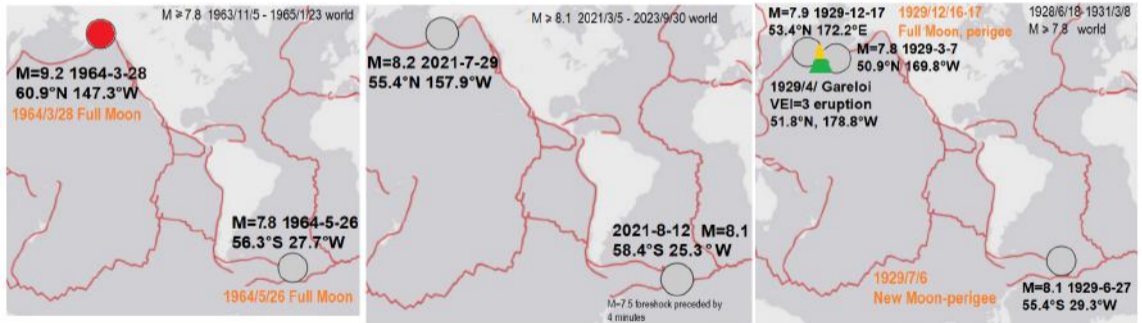 M ⩾ 7.8 1963/11/5 - 1965/1/23 world
M=9.2 1964-3-28
60.9°N 147.3°W
1964/3/28 Full Moon
M=7.8 1964-5-26
56.3°S 27.7°W
1964/5/26 Full Moon
M ⩾ 8.1 2021/3/5 - 2023/9/30 world
M=8.2 2021-7-29
55.4°N 157.9°W
2021-8-12 M=8.1
58.4°S 25.3°W
M=7.5 foreshock preceded by
4 minutes
M=7.9 1929-12-17
53.4°N 172.2°E
1929/12/16-17
Full Moon, perigee
1928/6/18- 1931/3/8
M ⩾ 7.8 world
M=7.8 1929-3-7
50.9°N 169.8°W
1929/4/ Gareloi
VEI=3 eruption
51.8°N, 178.8°W
1929/7/6
New Moon-perigee
M=8.1 1929-6-27
55.4°S 29.3°W